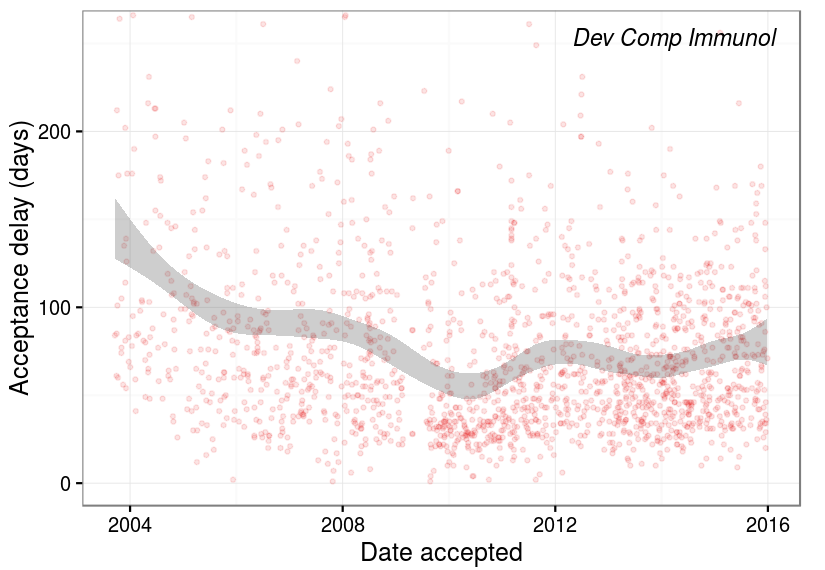 Dev Comp Immunol
Acceptance delay (days)
200
100
0
2004 2008 2012 2016
Date accepted